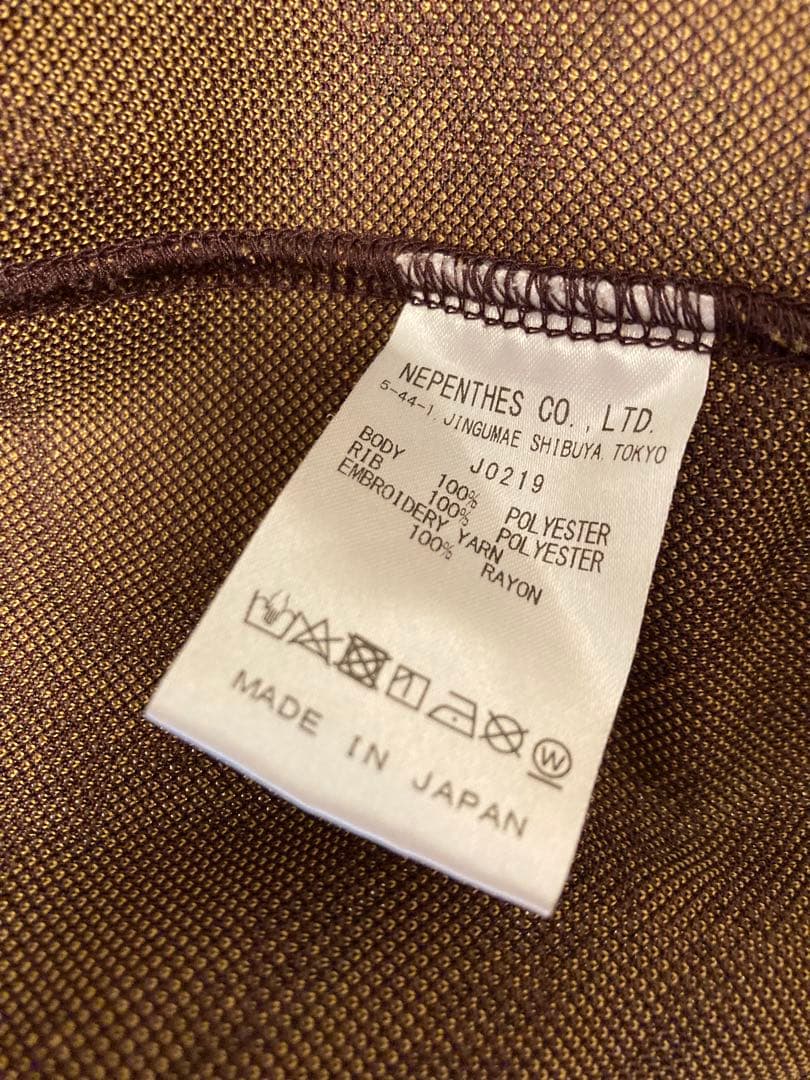 NEPENTHES CO., LTD.
5-44-1, JINGUMAE SHIBUYA, TOKYO
J0219
BODY
100% POLYESTER
RIB
100% POLYESTER
EMBROIDERY YARN
100% RAYON
W
MADE IN JAPAN